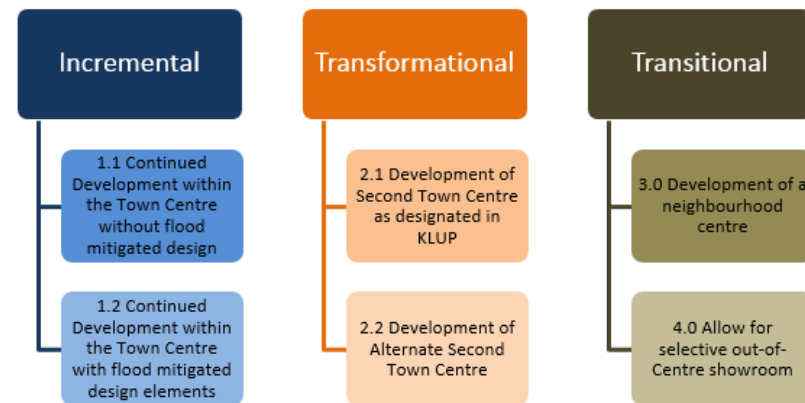 Incremental
1.1 Continued
Development within
the Town Centre
without flood
mitigated design
1.2 Continued
Development within
the Town Centre
with flood mitigated
design elements
Transformational
2.1 Development of
Second Town Centre
as designated in
KLUP
2.2 Development of
Alternate Second
Town Centre
Transitional
3.0 Development of a
neighbourhood
centre
4.0 Allow for
selective out-of-
Centre showroom